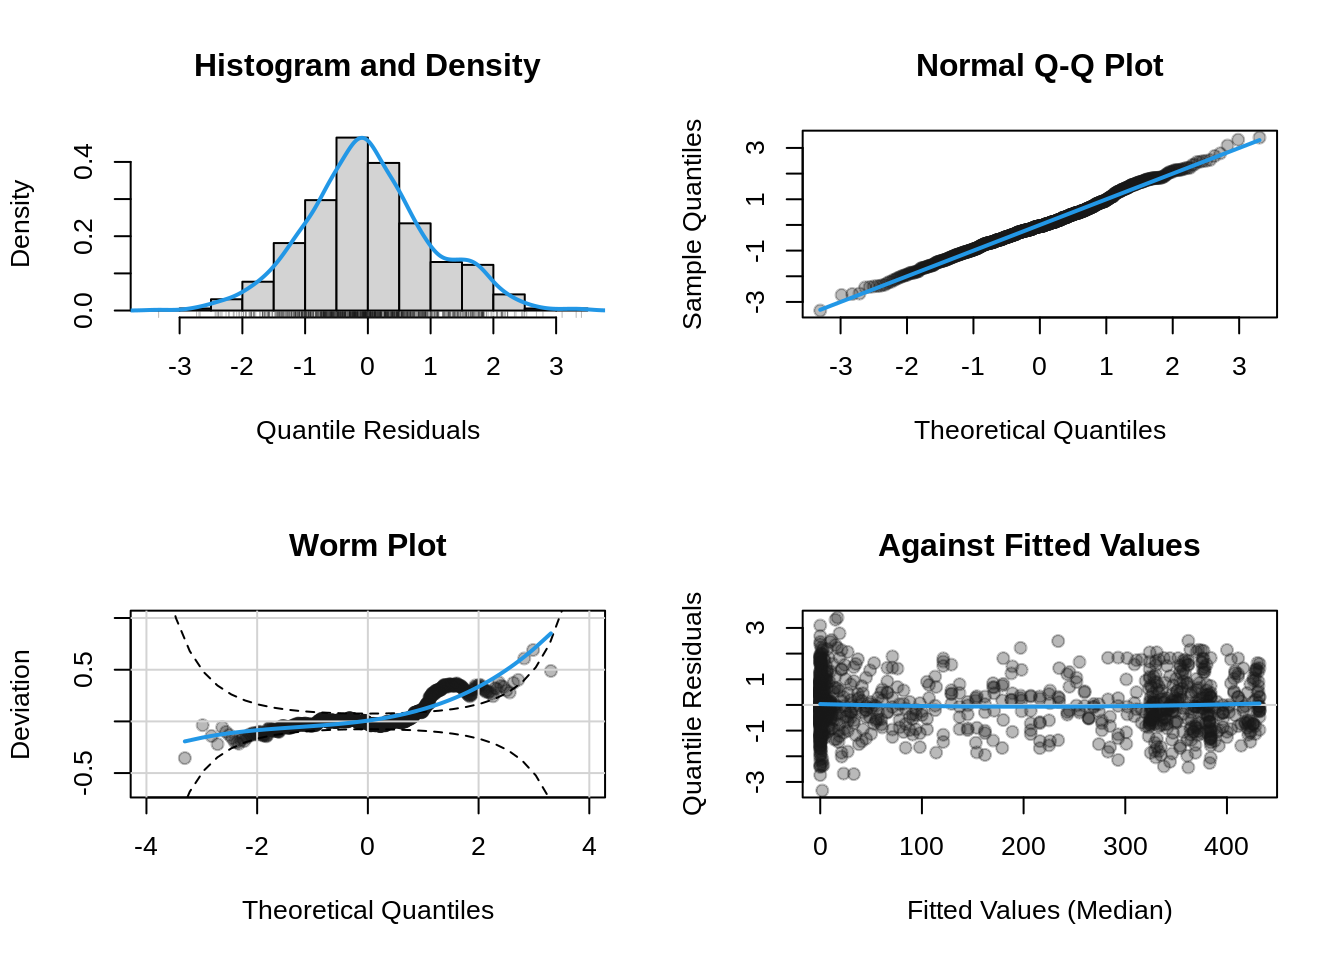 Histogram and Density
Density
0.0 0.2 0.4
-3 -2 -1 0 1 2 3
Quantile Residuals
Normal Q-Q Plot
Sample Quantiles
-3 -1 1 3
-3 -2 -1 0 1 2 3
Theoretical Quantiles
Worm Plot
Deviation
-0.5 0.5
-4 -2 0 2 4
Theoretical Quantiles
Against Fitted Values
Quantile Residuals
-3 -1 1 3
0 100 200 300 400
Fitted Values (Median)